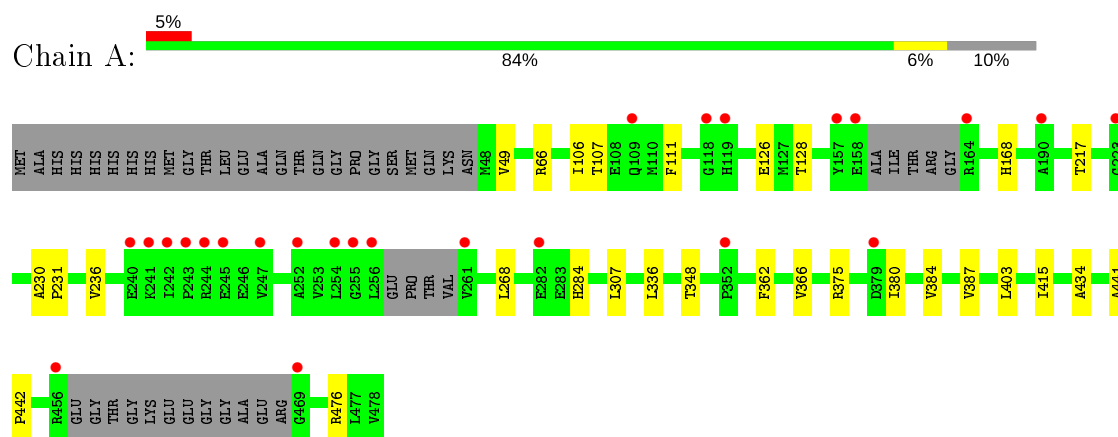 5%
Chain A:
84% 6% 10%
MET ALA HIS HIS HIS HIS HIS HIS MET GLY THR LEU GLU ALA GLN THR GLN GLY PRO GLY SER MET GLN LYS ASN M48 V49 R66 I106 T107 E108 Q109 M110 F111 G118 H119 E126 M127 T128 Y157 E158 ALA ILE THR ARG GLY R164 H168 A190 T217 G223
A230 P231 V236 E240 K241 I242 P243 R244 E245 E246 V247 A252 V253 L254 G255 L256 GLU PRO THR VAL V261 L268 E282 E283 H284 L307 L336 T348 P352 F362 V366 R375 D379 I380 V384 V387 L403 I415 A434 A441
P442 R456 GLU GLY THR GLY LYS GLU GLU GLY GLY ALA GLU ARG G469 R476 L477 V478